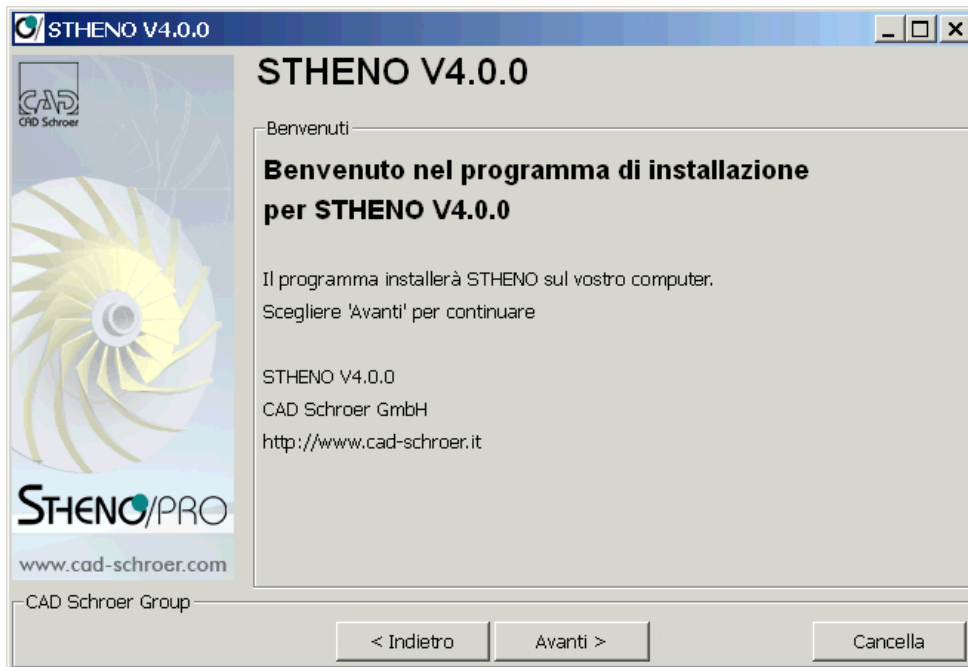 STHENO V4.0.0
CAD
CAD Schroer
STHENO/PRO
www.cad-schroer.com
STHENO V4.0.0
Benvenuti
Benvenuto nel programma di installazione
per STHENO V4.0.0
Il programma installerà STHENO sul vostro computer.
Scegliere 'Avanti' per continuare
STHENO V4.0.0
CAD Schroer GmbH
http://www.cad-schroer.it
CAD Schroer Group
< Indietro
Avanti >
Cancella